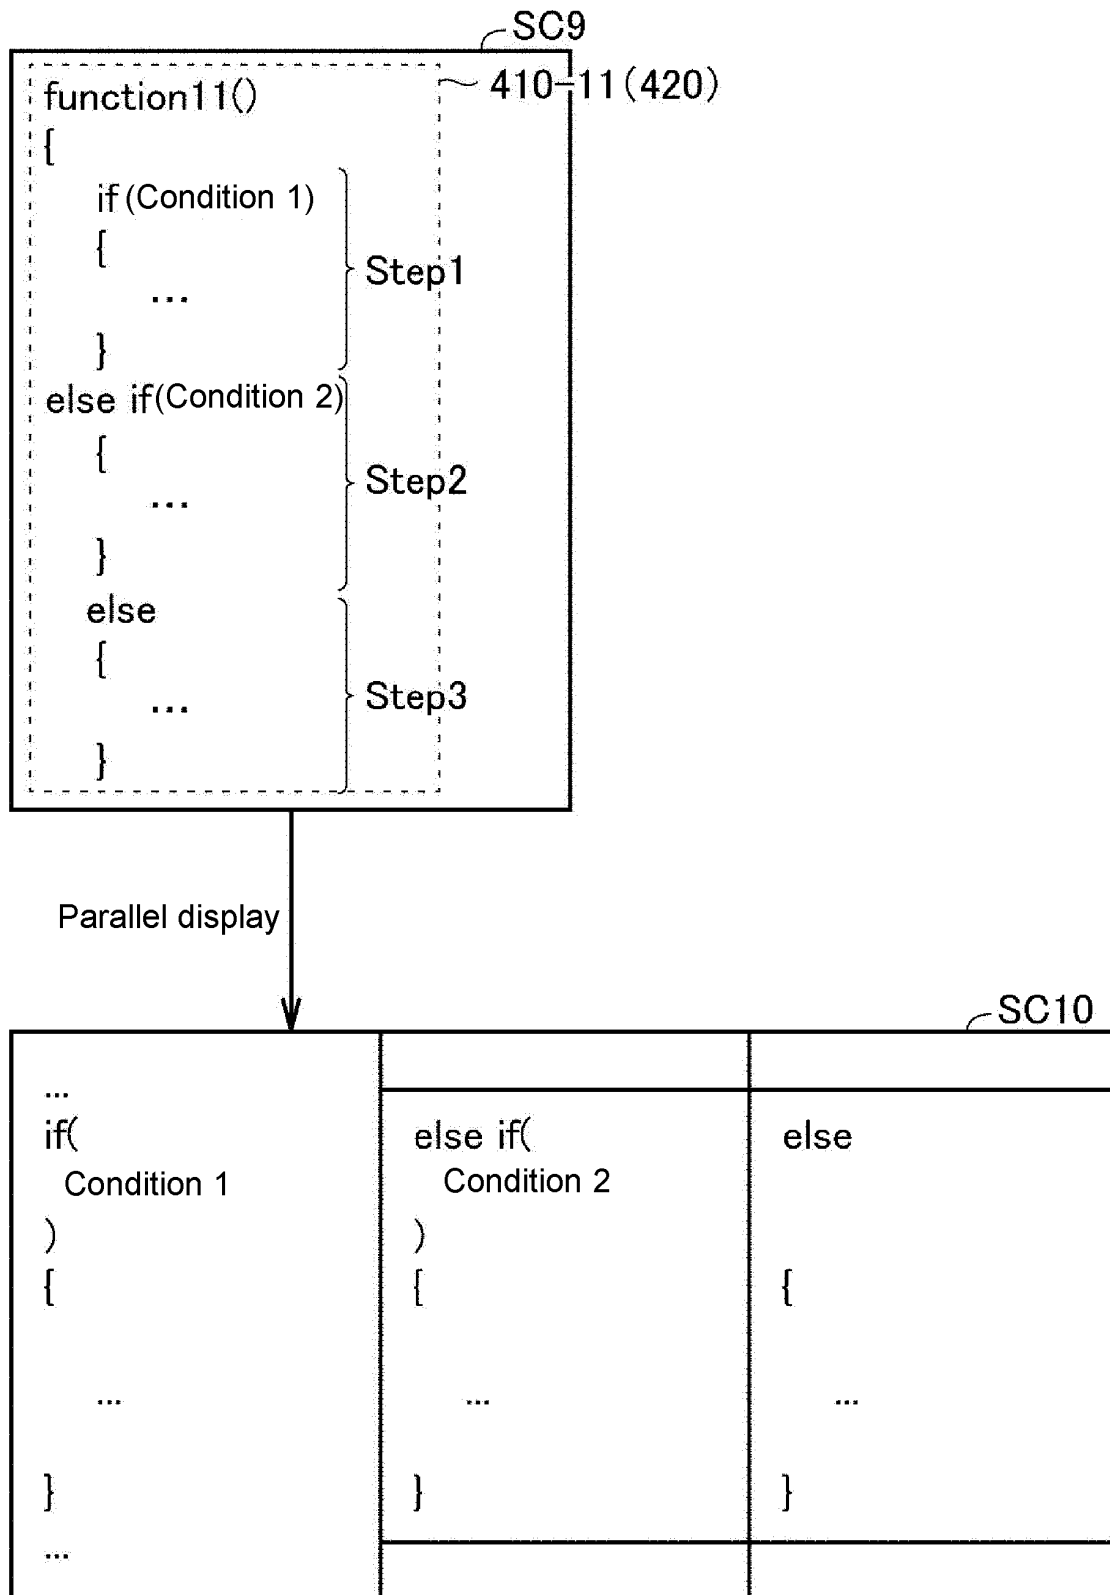 SC9
410-11(420)
function11()
{
if(Condition 1)
{
...
}
Step1
else if(Condition 2)
{
...
}
Step2
else
{
...
}
Step3
Parallel display
SC10
...
if(
Condition 1
)
{
...
}
...
else if(
Condition 2
)
{
...
}
else
{
...
}